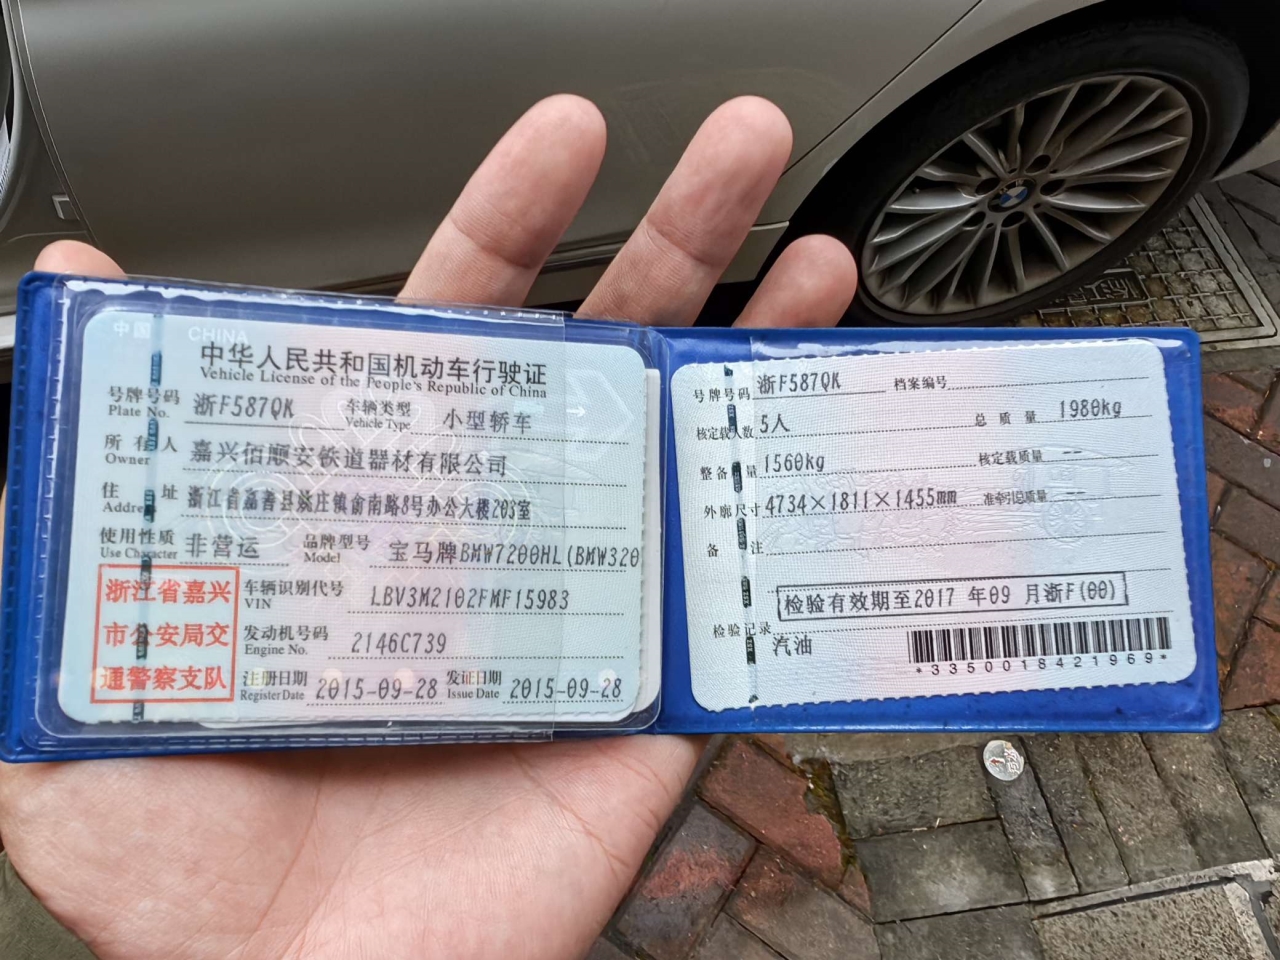 中国 CHINA
中华人民共和国机动车行驶证
Vehicle License of the People's Republic of China
号牌号码 浙F587QK 车辆类型 小型轿车
Plate No. Vehicle Type
所有人 嘉兴佰顺安铁道器材有限公司
Owner
住址 浙江省嘉善县姚庄镇俞南路8号办公大楼203室
Address
使用性质 非营运 品牌型号 宝马牌BMW7200HL(BMW320
Use Character Model
浙江省嘉兴
市公安局交
通警察支队
车辆识别代号 LBV3M2102FMF15983
VIN
发动机号码 2146C739
Engine No.
注册日期 2015-09-28 发证日期 2015-09-28
Register Date Issue Date
号牌号码 浙F587QK 档案编号
核定载人数 5人 总质量 1980kg
整备质量 1560kg 核定载质量 --
外廓尺寸 4734×1811×1455mm 准牵引总质量 --
备注
检验有效期至2017 年09 月浙F(00)
检验记录
汽油
*3350018421969*